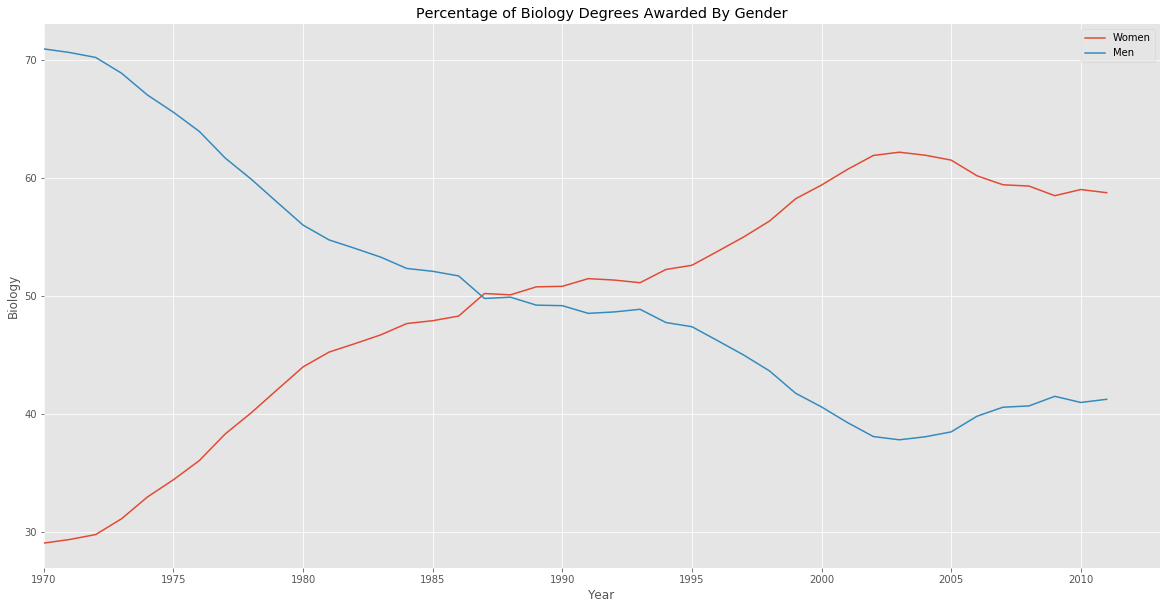 Percentage of Biology Degrees Awarded By Gender
Women
Men
70
60
50
40
30
Biology
1970 1975 1980 1985 1990 1995 2000 2005 2010
Year